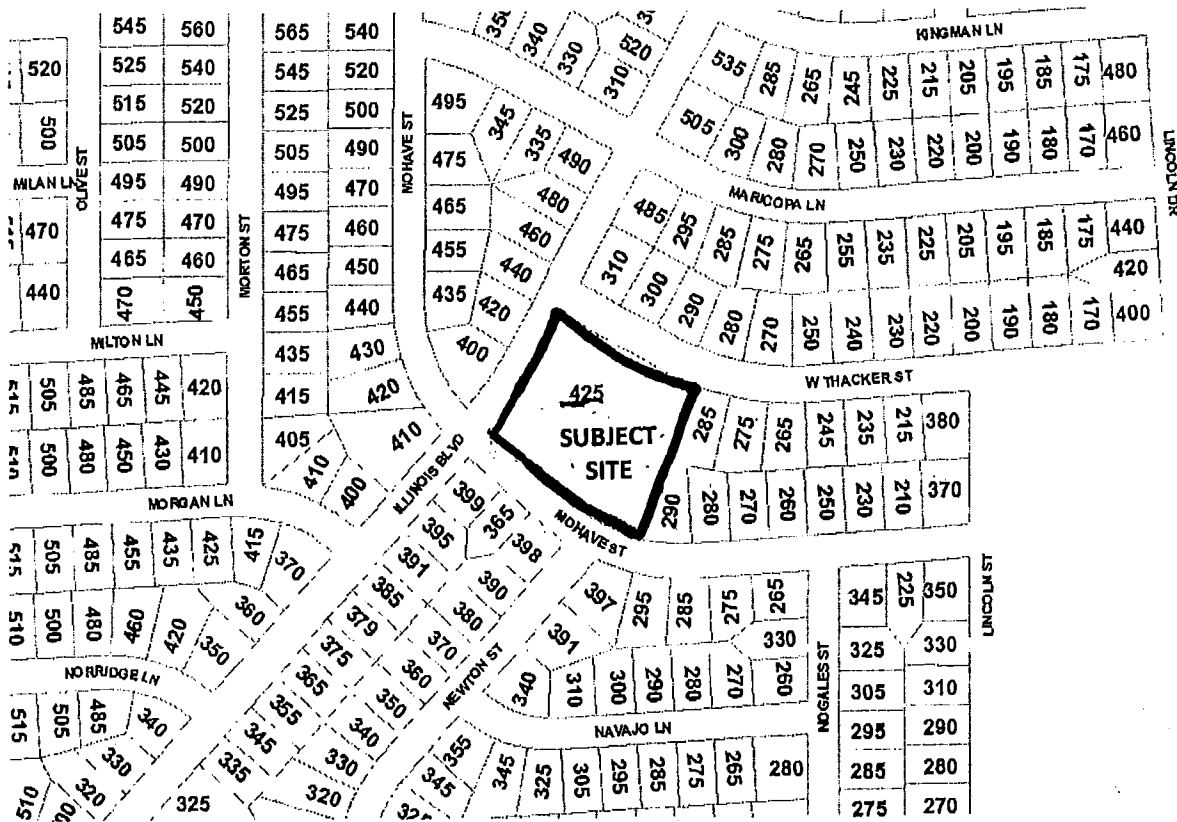 545 560 565 540 350 340 330 520 310 KINGMAN LN
520 525 540 545 520 495 345 335 490 535 285 265 245 225 215 205 195 185 175 480
500 515 520 525 500 505 300 280 270 250 230 220 200 190 180 170 460
505 500 505 490 475
MILAN LN OLIVE ST 495 490 495 470 MOHAVE ST 465 480 MARICOPA LN LINCOLN DR
470 475 470 MORTON ST 475 460 455 460 485 295 285 275 265 255 235 225 205 195 185 175 440
465 460 465 450 435 440 310 300 290 280 270 250 240 230 220 200 190 180 170 420
440 470 450 455 440 420 400
MILTON LN 435 430 400 W THACKER ST
515 505 485 465 445 420 415 420 425 285 275 265 245 235 215 380
SUBJECT
SITE
510 500 480 450 430 410 405 410 410 400 ILLINOIS BLVD 290 280 270 260 250 230 210 370
MORGAN LN 399 365 398 MOHAVE ST
515 505 485 455 435 425 415 370 395 391 385 379 375 365 355 345 335 325
390 380 370 360 350 340 330 320 NEWTON ST
397 391 295 285 275 265 330 345 225 350 LINCOLN ST
510 500 480 460 420 350 360 340 310 300 290 280 270 260 NOGALES ST 325 330
NORRIDGE LN 305 310
515 505 485 340 330 320 510 NAVAJO LN 295 290
355 345 345 325 305 295 285 275 265 280 285 280
275 270